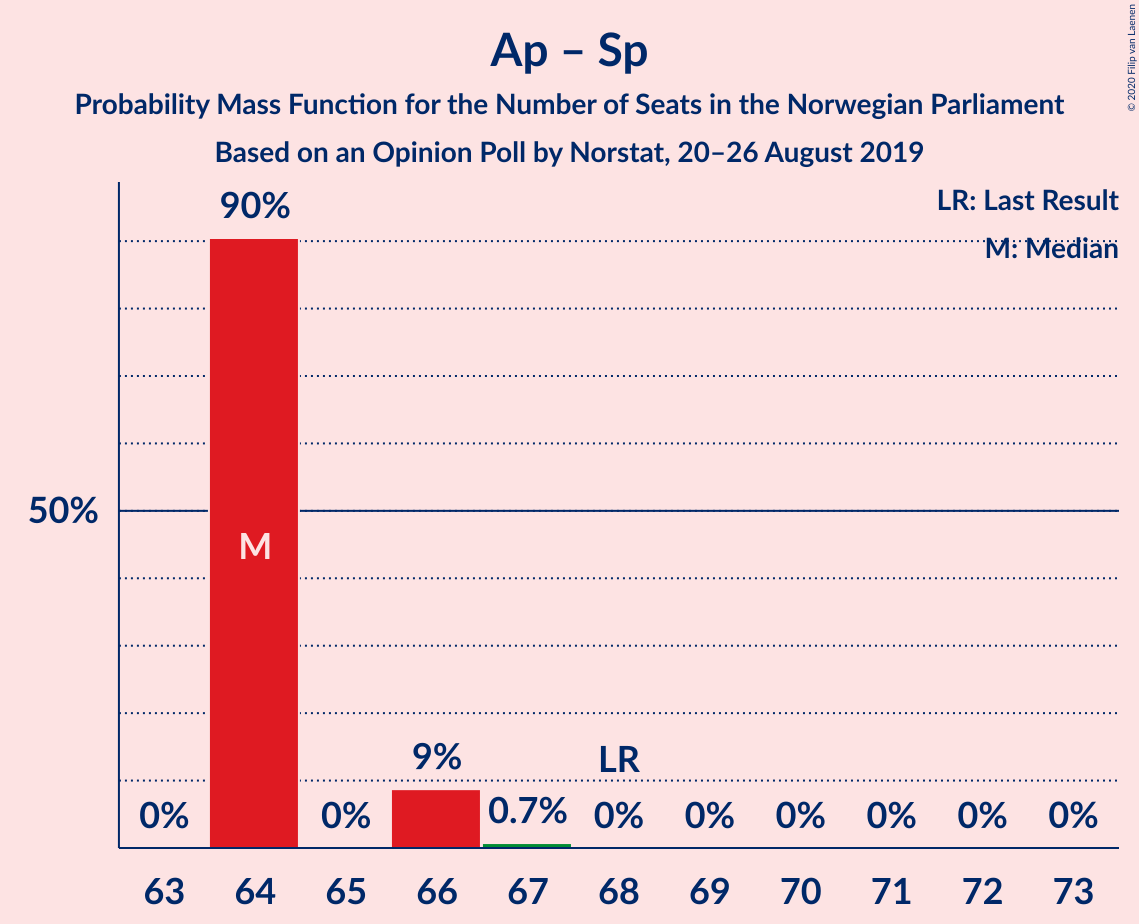 Ap – Sp
Probability Mass Function for the Number of Seats in the Norwegian Parliament
Based on an Opinion Poll by Norstat, 20–26 August 2019
© 2020 Filip van Laenen
LR: Last Result
M: Median
90%
50%
M
9%
LR
0% 0% 0.7% 0% 0% 0% 0% 0% 0%
63 64 65 66 67 68 69 70 71 72 73